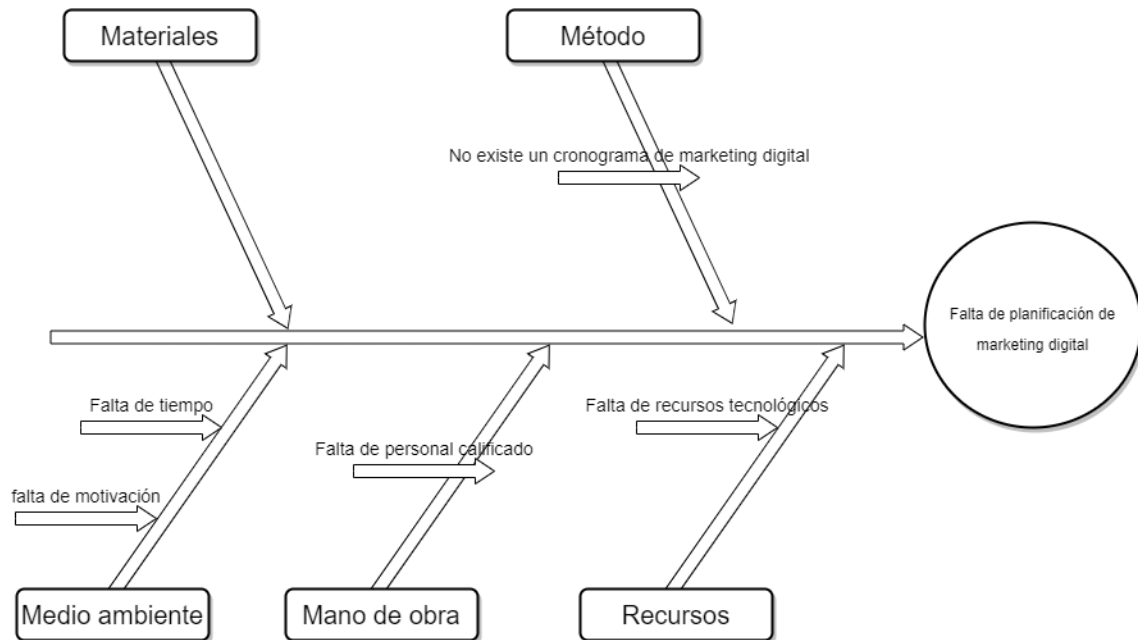 Materiales
Método
No existe un cronograma de marketing digital
Falta de planificación de
marketing digital
Falta de tiempo
Falta de recursos tecnológicos
Falta de personal calificado
falta de motivación
Medio ambiente
Mano de obra
Recursos